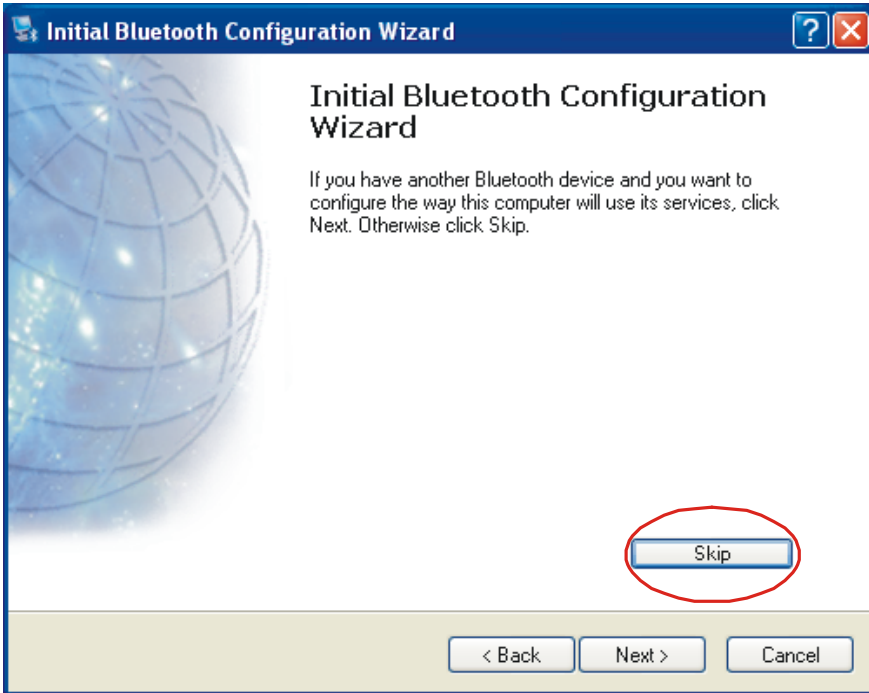 Initial Bluetooth Configuration Wizard
Initial Bluetooth Configuration
Wizard
If you have another Bluetooth device and you want to
configure the way this computer will use its services, click
Next. Otherwise click Skip.
Skip
< Back
Next >
Cancel